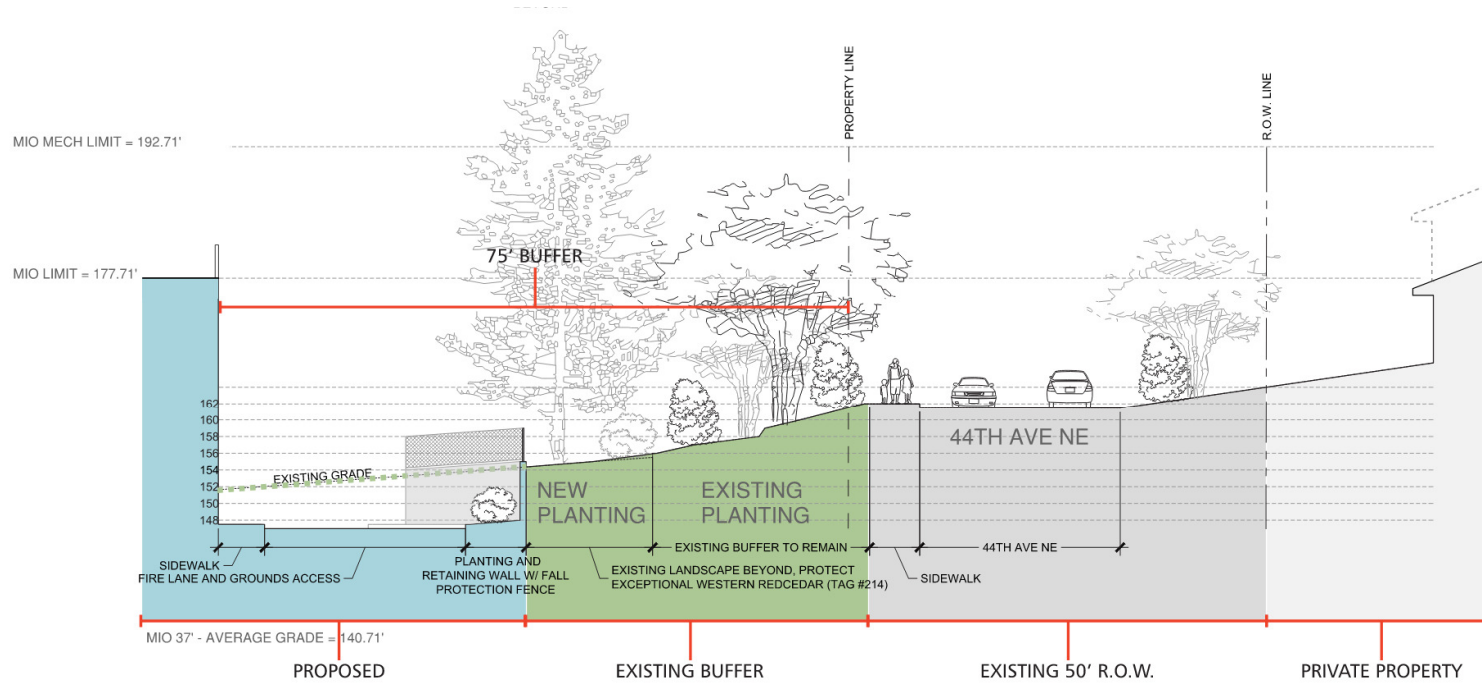 PROPERTY LINE
R.O.W. LINE
MIO MECH LIMIT = 192.71'
75' BUFFER
MIO LIMIT = 177.71'
162
160
158
156
154
152
150
148
EXISTING GRADE
44TH AVE NE
NEW
PLANTING
EXISTING
PLANTING
SIDEWALK
FIRE LANE AND GROUNDS ACCESS
PLANTING AND
RETAINING WALL W/ FALL
PROTECTION FENCE
EXISTING BUFFER TO REMAIN
EXISTING LANDSCAPE BEYOND, PROTECT
EXCEPTIONAL WESTERN REDCEDAR (TAG #214)
SIDEWALK
44TH AVE NE
MIO 37' - AVERAGE GRADE = 140.71'
PROPOSED
EXISTING BUFFER
EXISTING 50' R.O.W.
PRIVATE PROPERTY